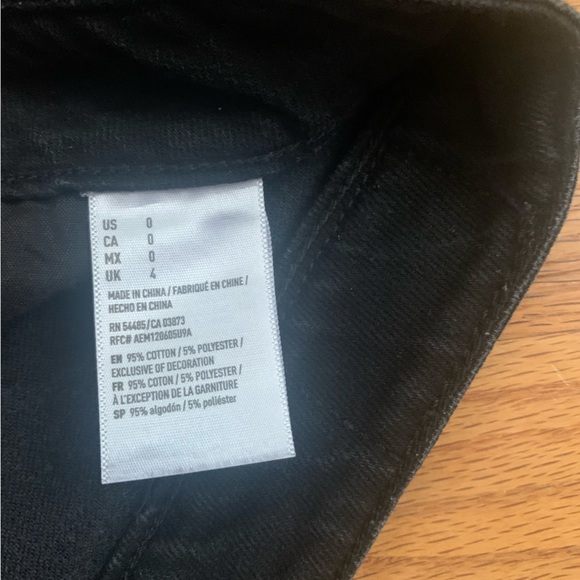 US 0
CA 0
MX 0
UK 4
MADE IN CHINA / FABRIQUÉ EN CHINE /
HECHO EN CHINA
RN 54485/CA 03873
RFC# AEM120605U9A
EN 95% COTTON / 5% POLYESTER /
EXCLUSIVE OF DECORATION
FR 95% COTON / 5% POLYESTER /
À L'EXCEPTION DE LA GARNITURE
SP 95% algodón / 5% poliéster